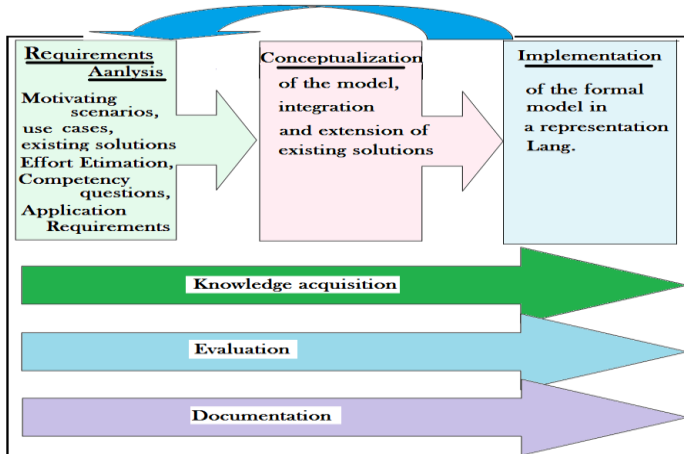 Requirements
Aanlysis
Motivating
scenarios,
use cases,
existing solutions
Effort Etimation,
Competency
questions,
Application
Requirements
Conceptualization
of the model,
integration
and extension of
existing solutions
Implementation
of the formal
model in
a representation
Lang.
Knowledge acquisition
Evaluation
Documentation